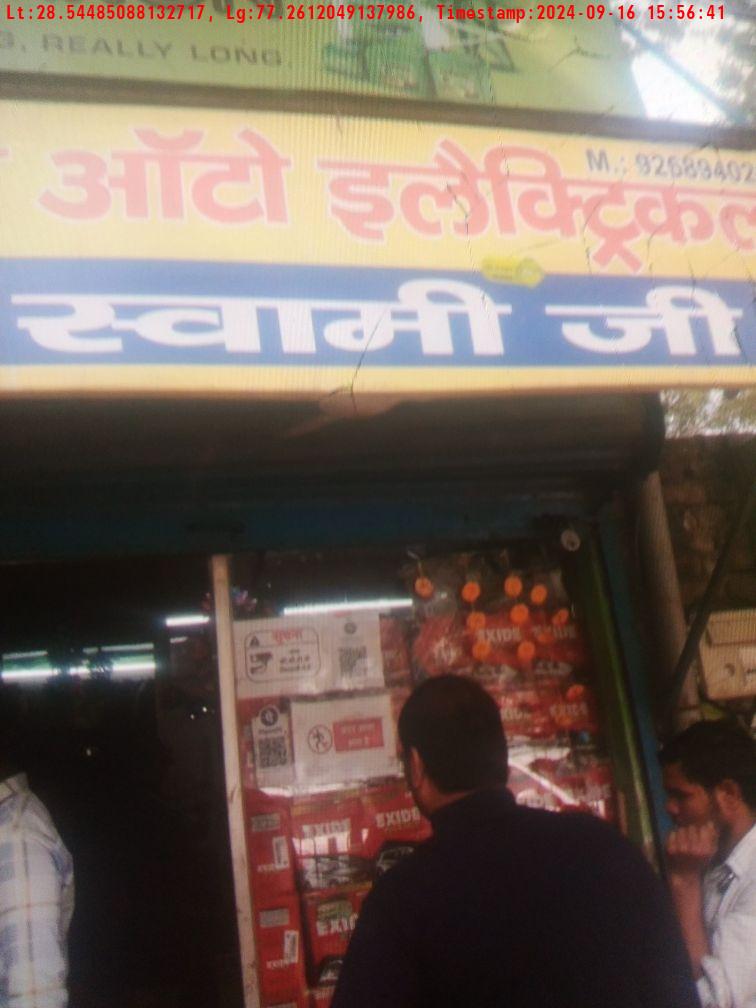 Lt:28.54485088132717, Lg:77.2612049137986, Timestamp:2024-09-16 15:56:41
REALLY LONG.
M.: 92689402
ऑटो इलैक्ट्रिकल
स्वामी जी
सूचना
EXIDE
EXIDE
EXIDE
EXIDE